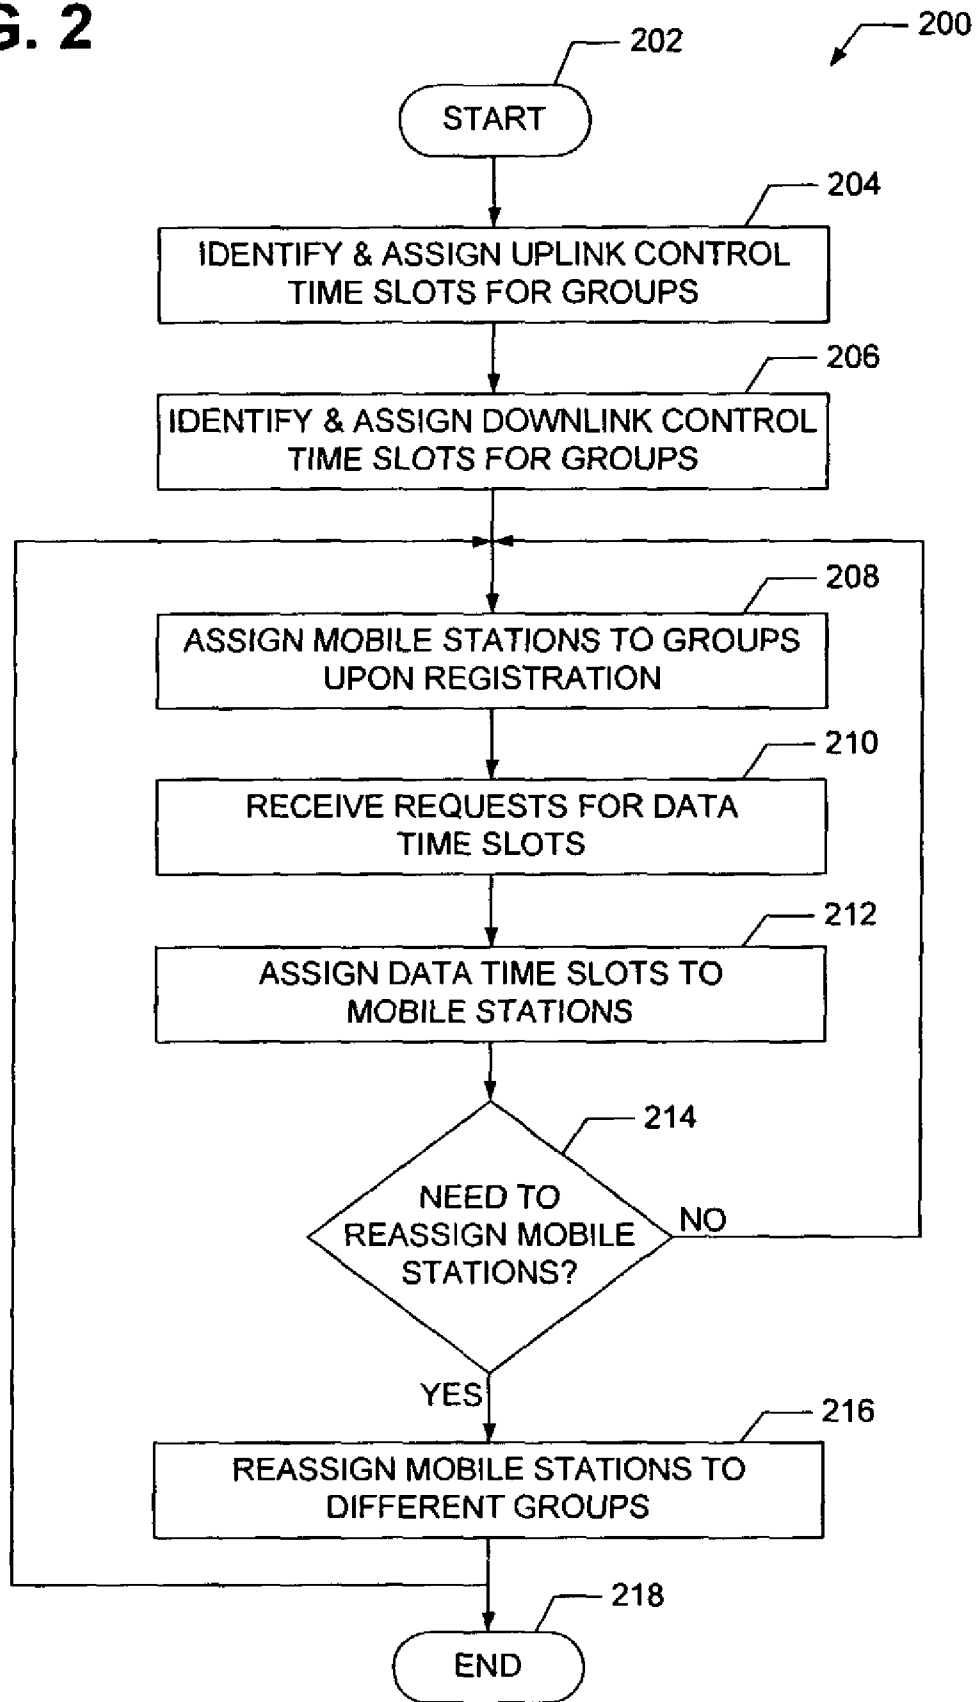 G. 2
200
202
START
204
IDENTIFY & ASSIGN UPLINK CONTROL
TIME SLOTS FOR GROUPS
206
IDENTIFY & ASSIGN DOWNLINK CONTROL
TIME SLOTS FOR GROUPS
208
ASSIGN MOBILE STATIONS TO GROUPS
UPON REGISTRATION
210
RECEIVE REQUESTS FOR DATA
TIME SLOTS
212
ASSIGN DATA TIME SLOTS TO
MOBILE STATIONS
214
NEED TO
REASSIGN MOBILE
STATIONS?
NO
YES
216
REASSIGN MOBILE STATIONS TO
DIFFERENT GROUPS
218
END